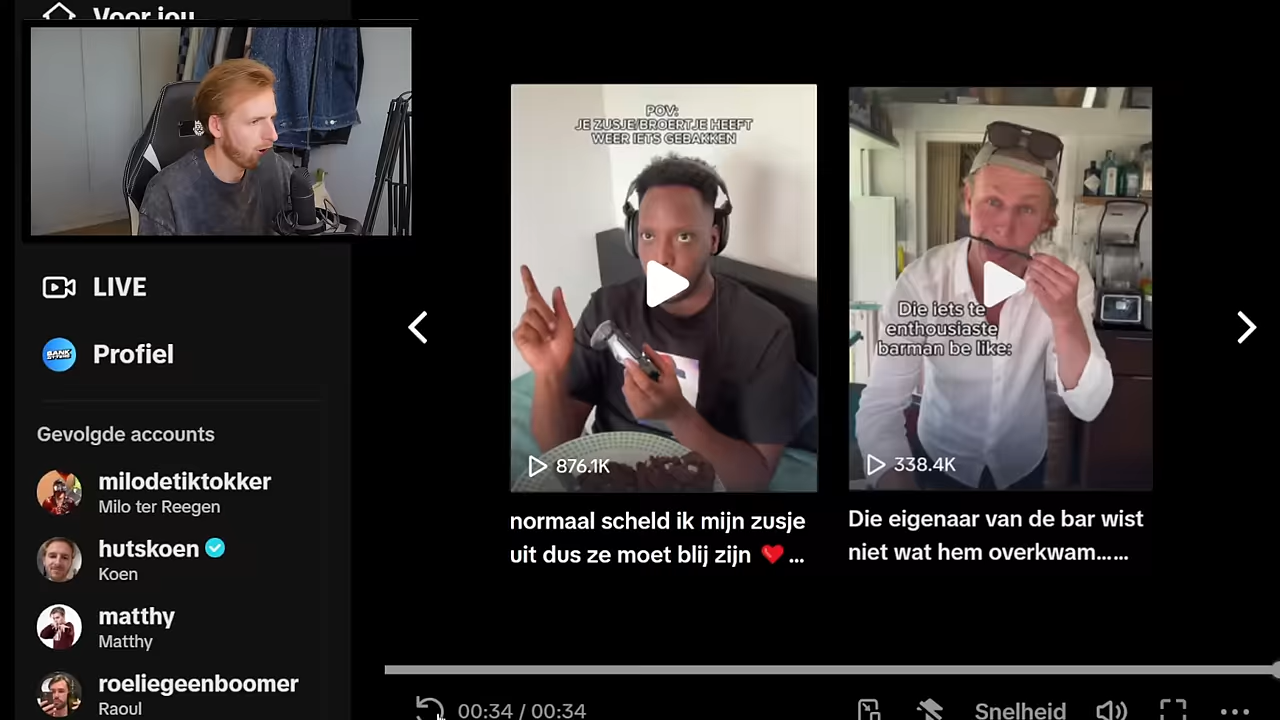 Voor jou
LIVE
Profiel
Gevolgde accounts
milodetiktokker
Milo ter Reegen
hutskoen
Koen
matthy
Matthy
roeliegeenboomer
Raoul
POV:
JE ZUSJE/BROERTJE HEEFT
WEER IETS GEBAKKEN
876.1K
normaal scheld ik mijn zusje
uit dus ze moet blij zijn ❤️...
Die iets te
enthousiaste
barman be like:
338.4K
Die eigenaar van de bar wist
niet wat hem overkwam......
00:34 / 00:34
Snelheid